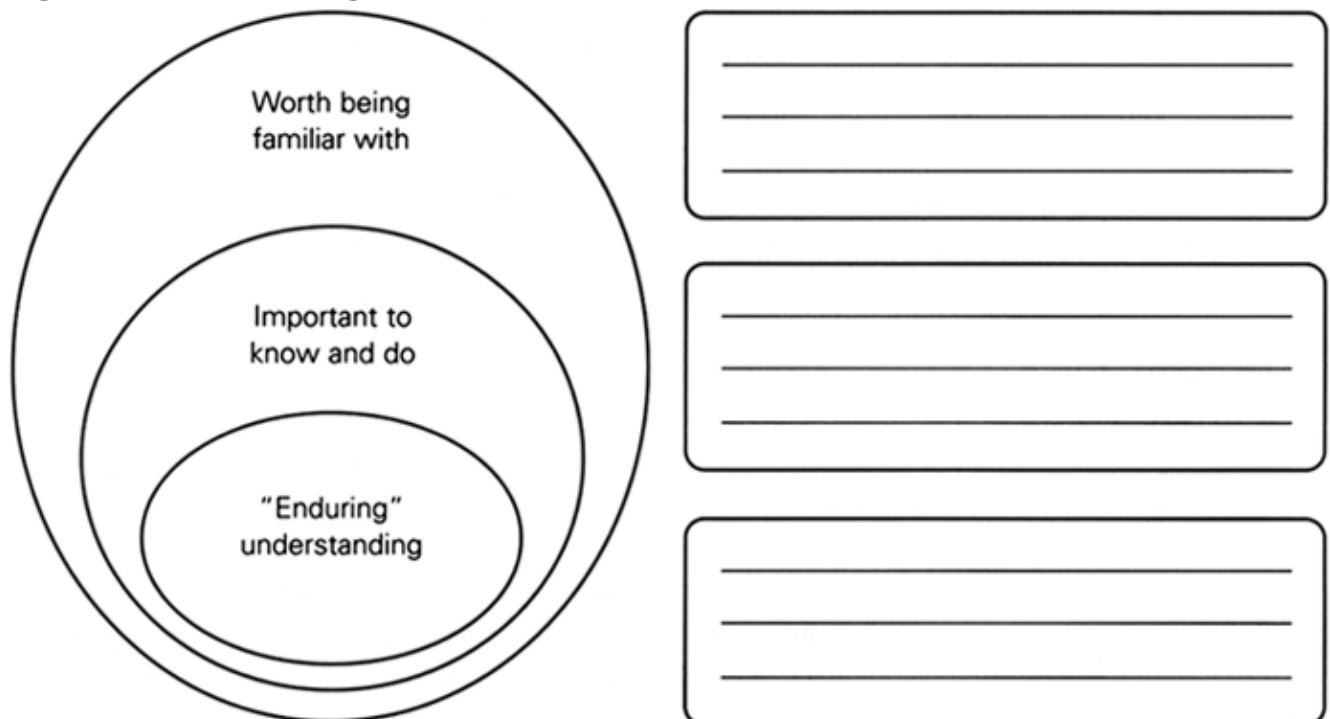 Worth being
familiar with
Important to
know and do
"Enduring"
understanding